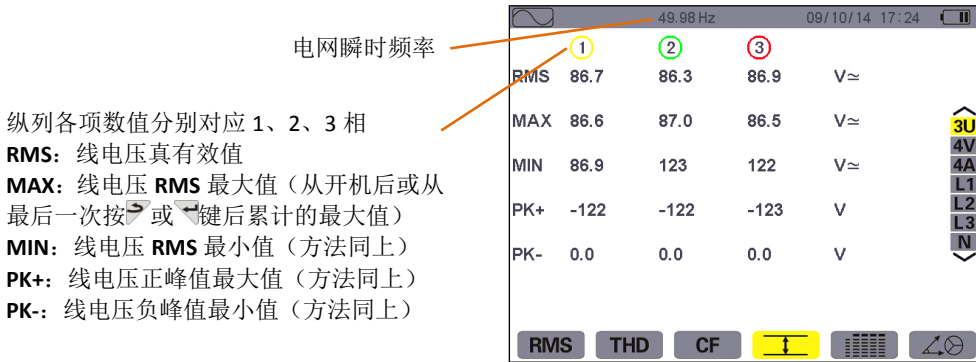 电网瞬时频率
纵列各项数值分别对应 1、2、3 相
RMS：线电压真有效值
MAX：线电压 RMS 最大值（从开机后或从
最后一次按或键后累计的最大值）
MIN：线电压 RMS 最小值（方法同上）
PK+：线电压正峰值最大值（方法同上）
PK-：线电压负峰值最小值（方法同上）
49.98 Hz 09/10/14 17:24
1 2 3
RMS 86.7 86.3 86.9 V≃
MAX 86.6 87.0 86.5 V≃
MIN 86.9 123 122 V≃
PK+ -122 -122 -123 V
PK- 0.0 0.0 0.0 V
3U
4V
4A
L1
L2
L3
N
RMS THD CF